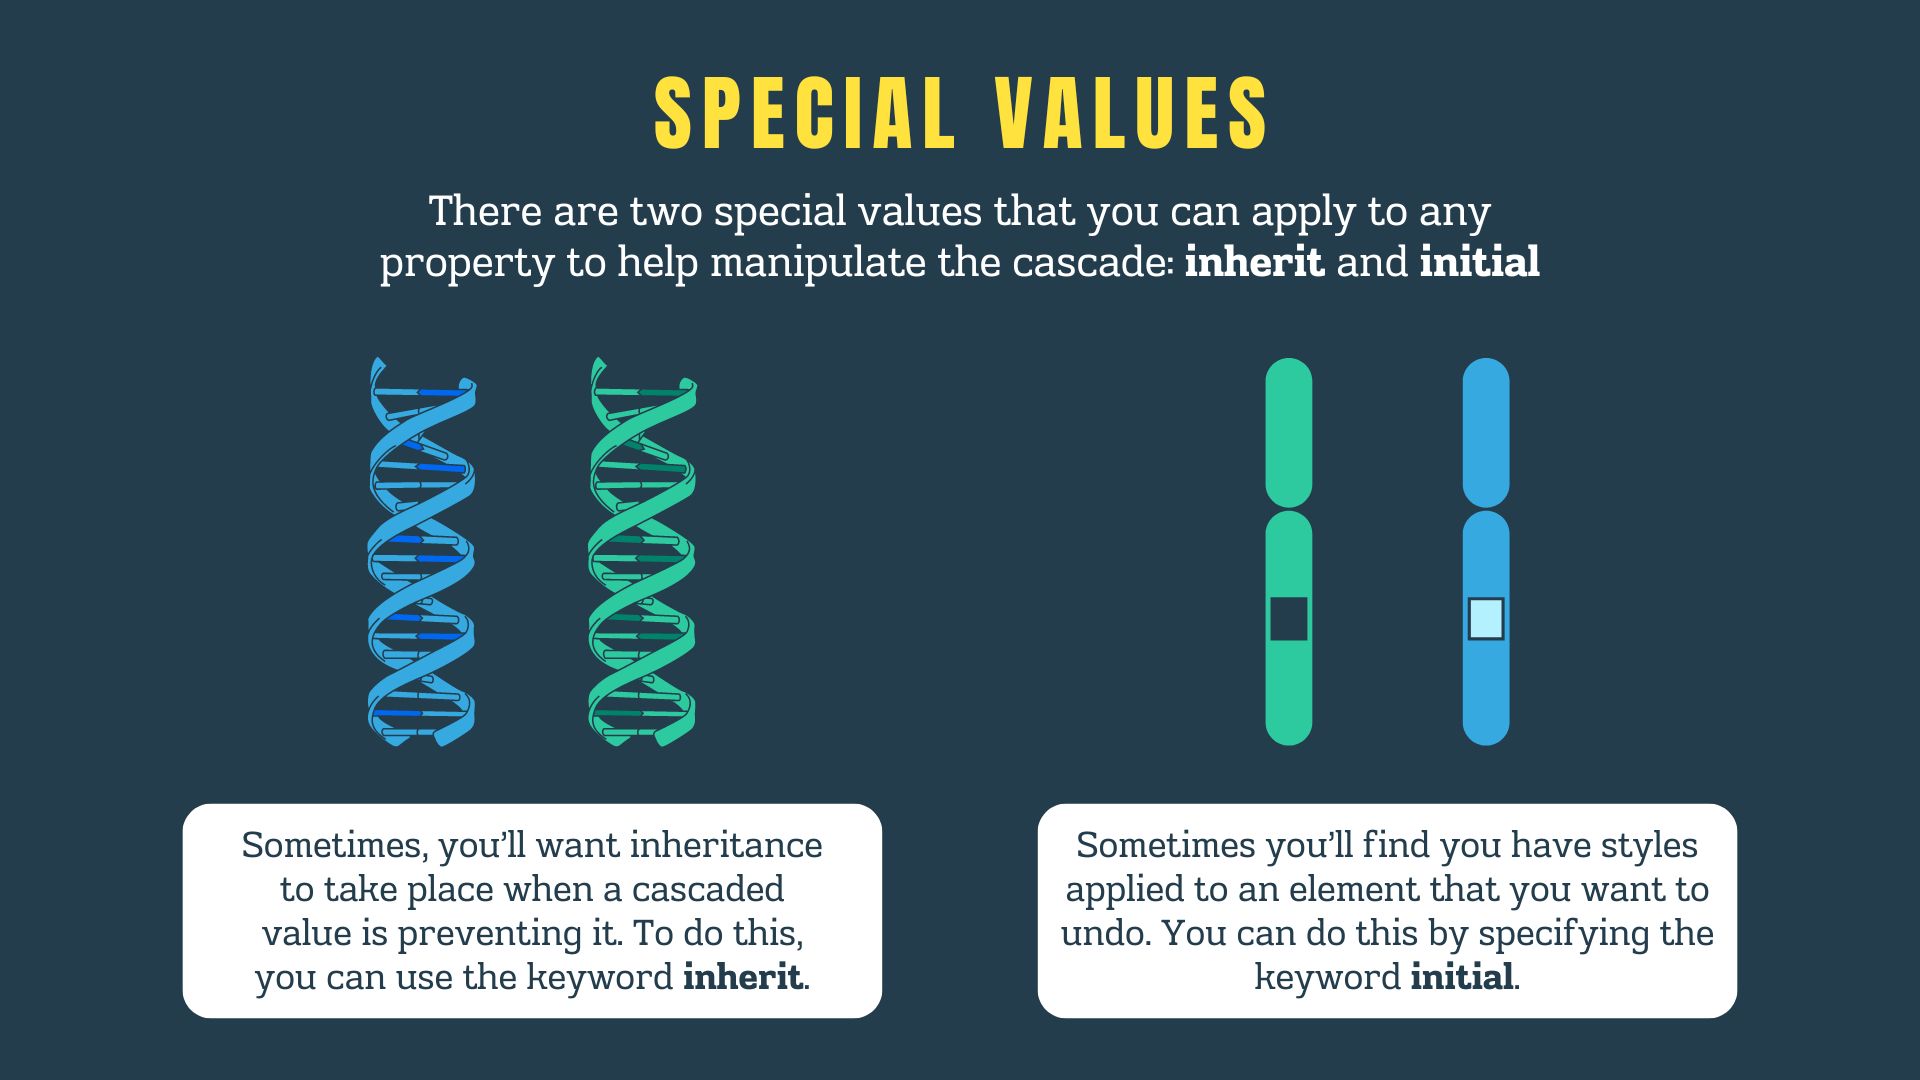 SPECIAL VALUES
There are two special values that you can apply to any
property to help manipulate the cascade: inherit and initial
Sometimes, you’ll want inheritance
to take place when a cascaded
value is preventing it. To do this,
you can use the keyword inherit.
Sometimes you’ll find you have styles
applied to an element that you want to
undo. You can do this by specifying the
keyword initial.